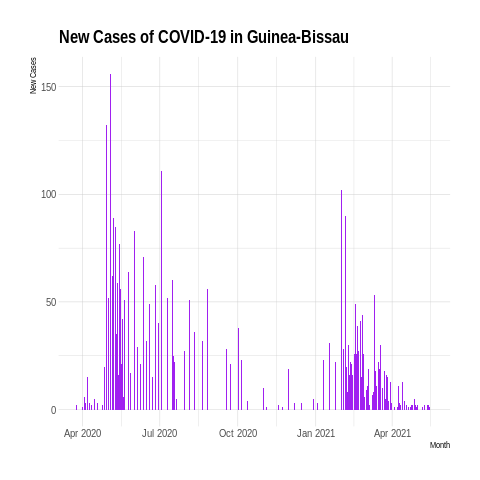 New Cases of COVID-19 in Guinea-Bissau
New Cases
150
100
50
0
Apr 2020 Jul 2020 Oct 2020 Jan 2021 Apr 2021
Month